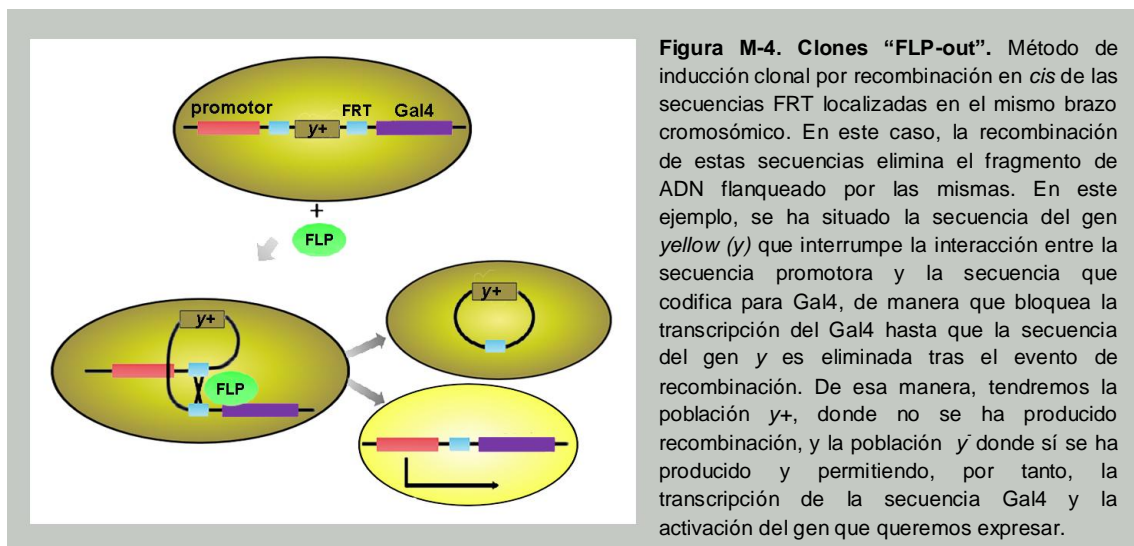 promotor
FRT
Gal4
y+
+
FLP
y+
FLP
y+
Figura M-4. Clones “FLP-out”. Método de
inducción clonal por recombinación en cis de las
secuencias FRT localizadas en el mismo brazo
cromosómico. En este caso, la recombinación
de estas secuencias elimina el fragmento de
ADN flanqueado por las mismas. En este
ejemplo, se ha situado la secuencia del gen
yellow (y) que interrumpe la interacción entre la
secuencia promotora y la secuencia que
codifica para Gal4, de manera que bloquea la
transcripción del Gal4 hasta que la secuencia
del gen y es eliminada tras el evento de
recombinación. De esa manera, tendremos la
población y+, donde no se ha producido
recombinación, y la población y⁻ donde sí se ha
producido y permitiendo, por tanto, la
transcripción de la secuencia Gal4 y la
activación del gen que queremos expresar.